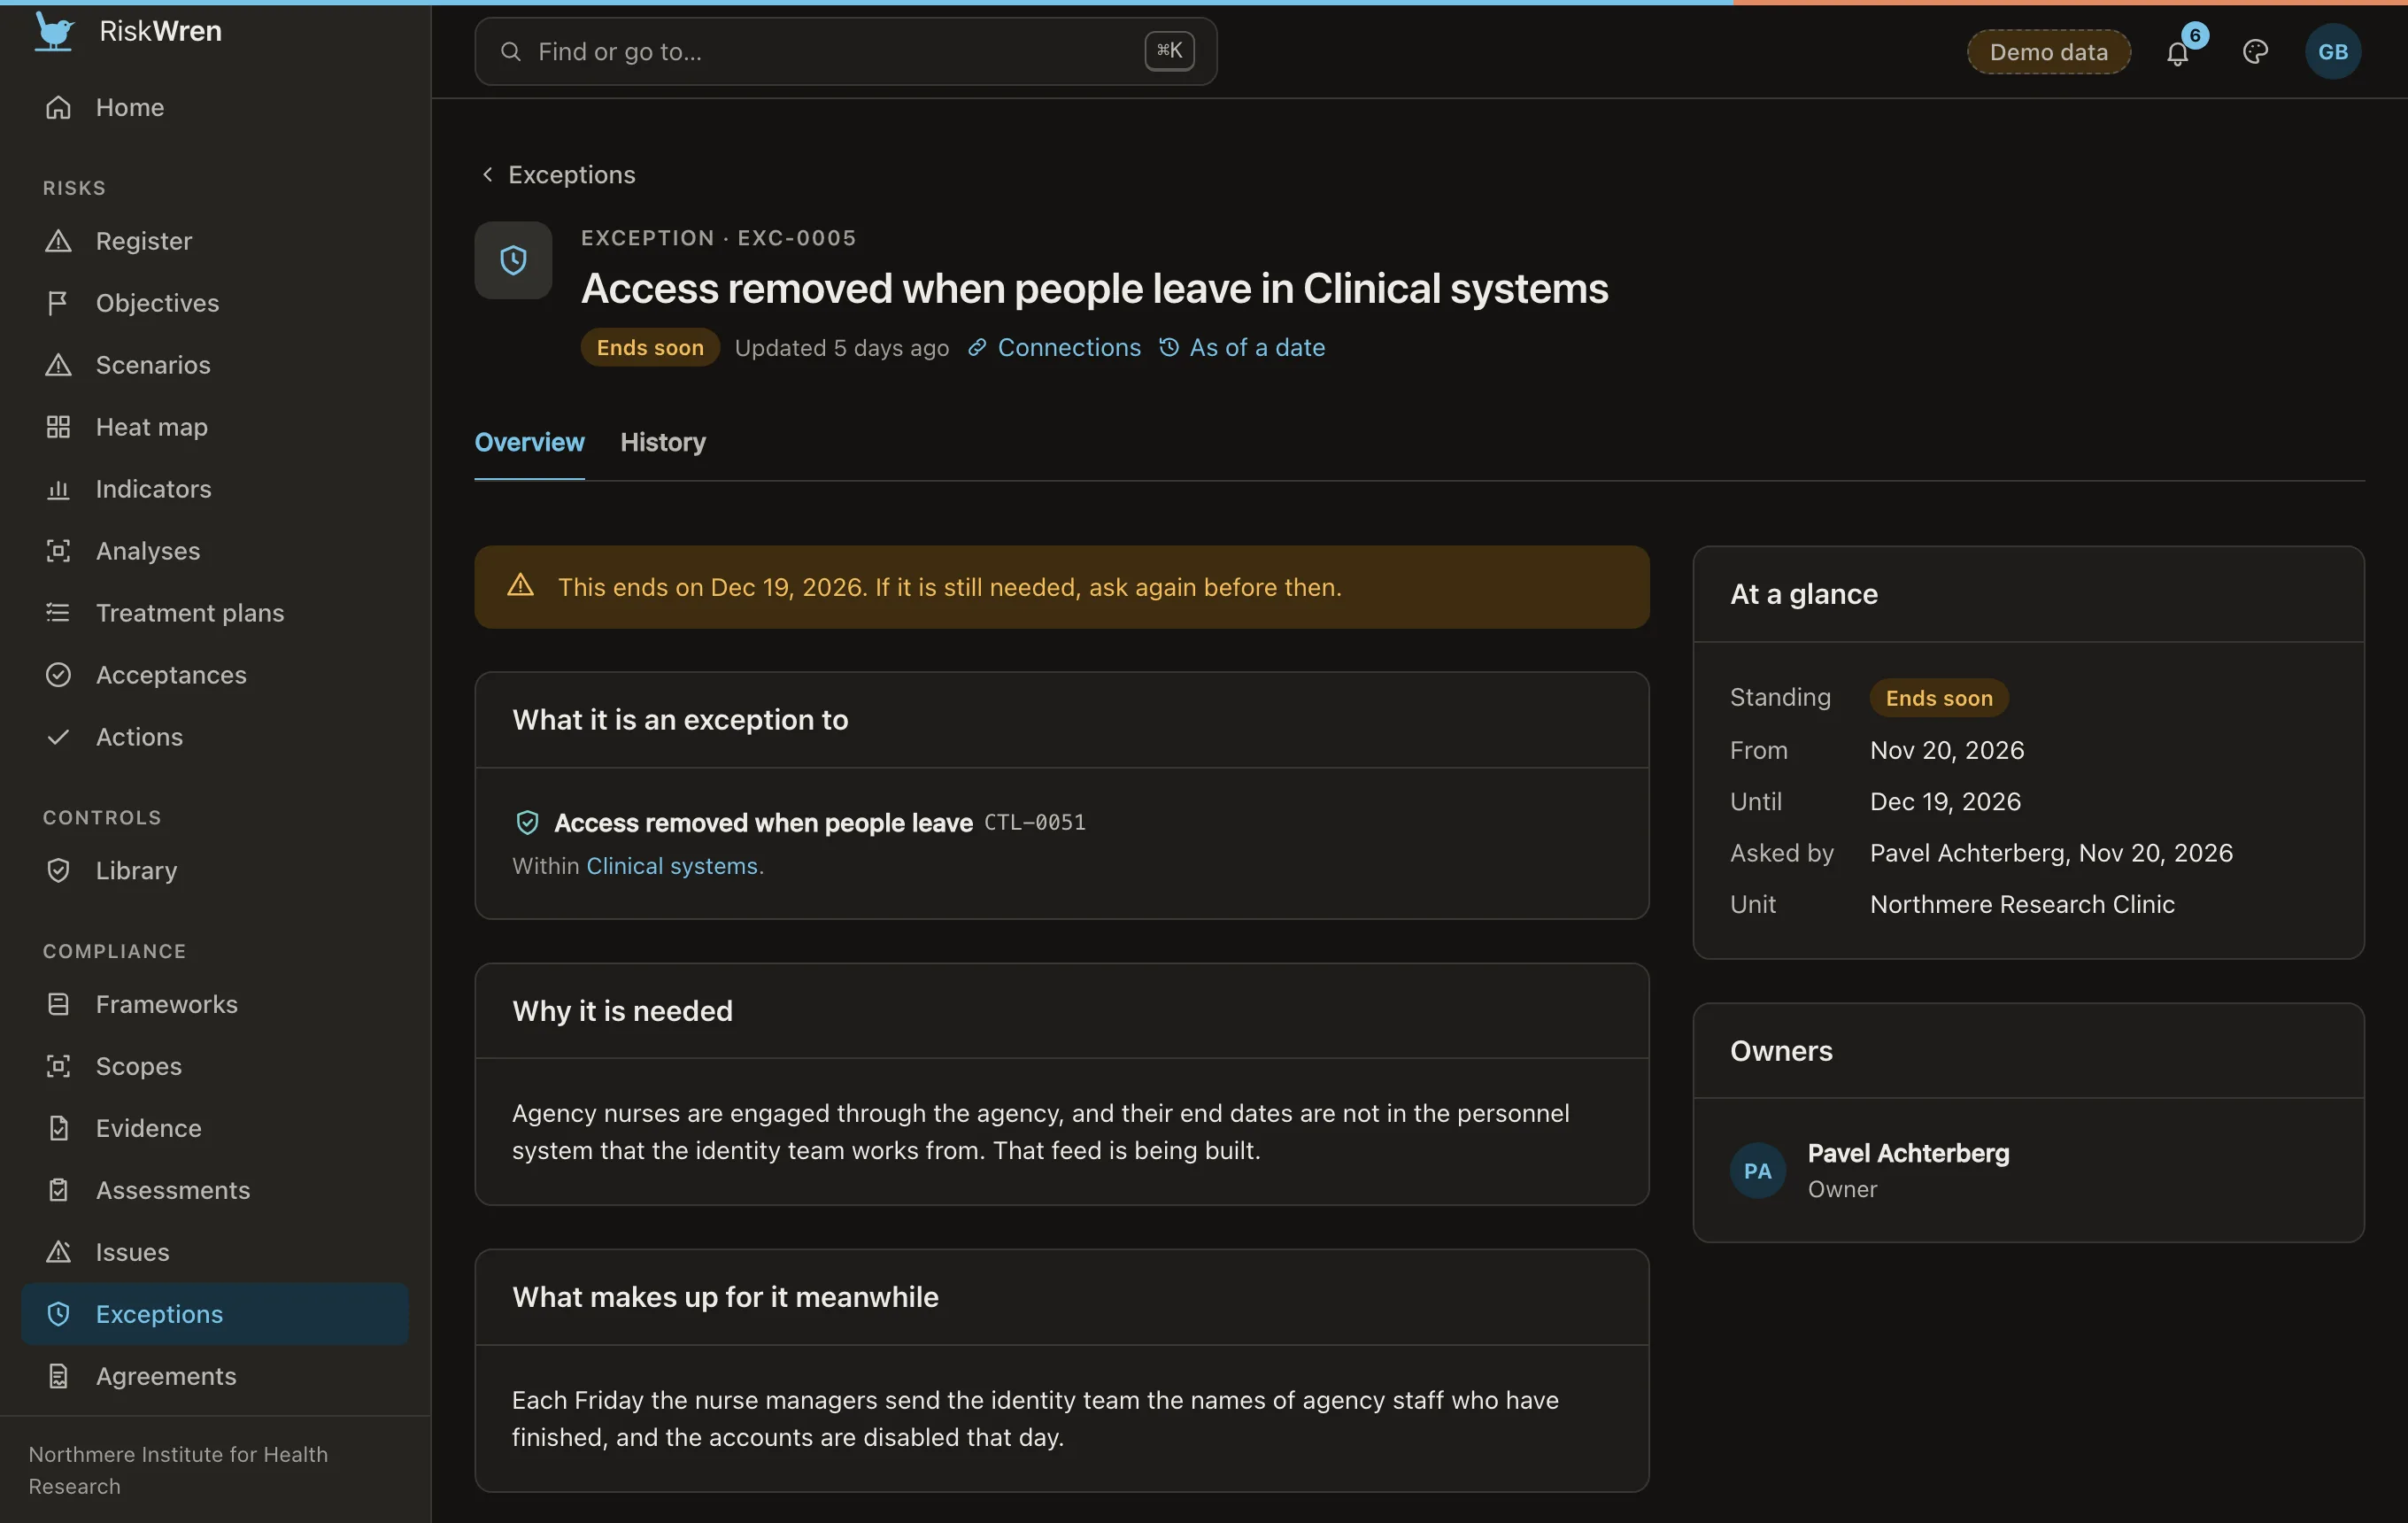 RiskWren
Find or go to...
⌘K
Demo data
6
GB
Home
RISKS
Register
Objectives
Scenarios
Heat map
Indicators
Analyses
Treatment plans
Acceptances
Actions
CONTROLS
Library
COMPLIANCE
Frameworks
Scopes
Evidence
Assessments
Issues
Exceptions
Agreements
Northmere Institute for Health
Research
Exceptions
EXCEPTION · EXC-0005
Access removed when people leave in Clinical systems
Ends soon Updated 5 days ago Connections As of a date
Overview History
This ends on Dec 19, 2026. If it is still needed, ask again before then.
What it is an exception to
Access removed when people leave CTL-0051
Within Clinical systems.
Why it is needed
Agency nurses are engaged through the agency, and their end dates are not in the personnel
system that the identity team works from. That feed is being built.
What makes up for it meanwhile
Each Friday the nurse managers send the identity team the names of agency staff who have
finished, and the accounts are disabled that day.
At a glance
Standing Ends soon
From Nov 20, 2026
Until Dec 19, 2026
Asked by Pavel Achterberg, Nov 20, 2026
Unit Northmere Research Clinic
Owners
PA
Pavel Achterberg
Owner